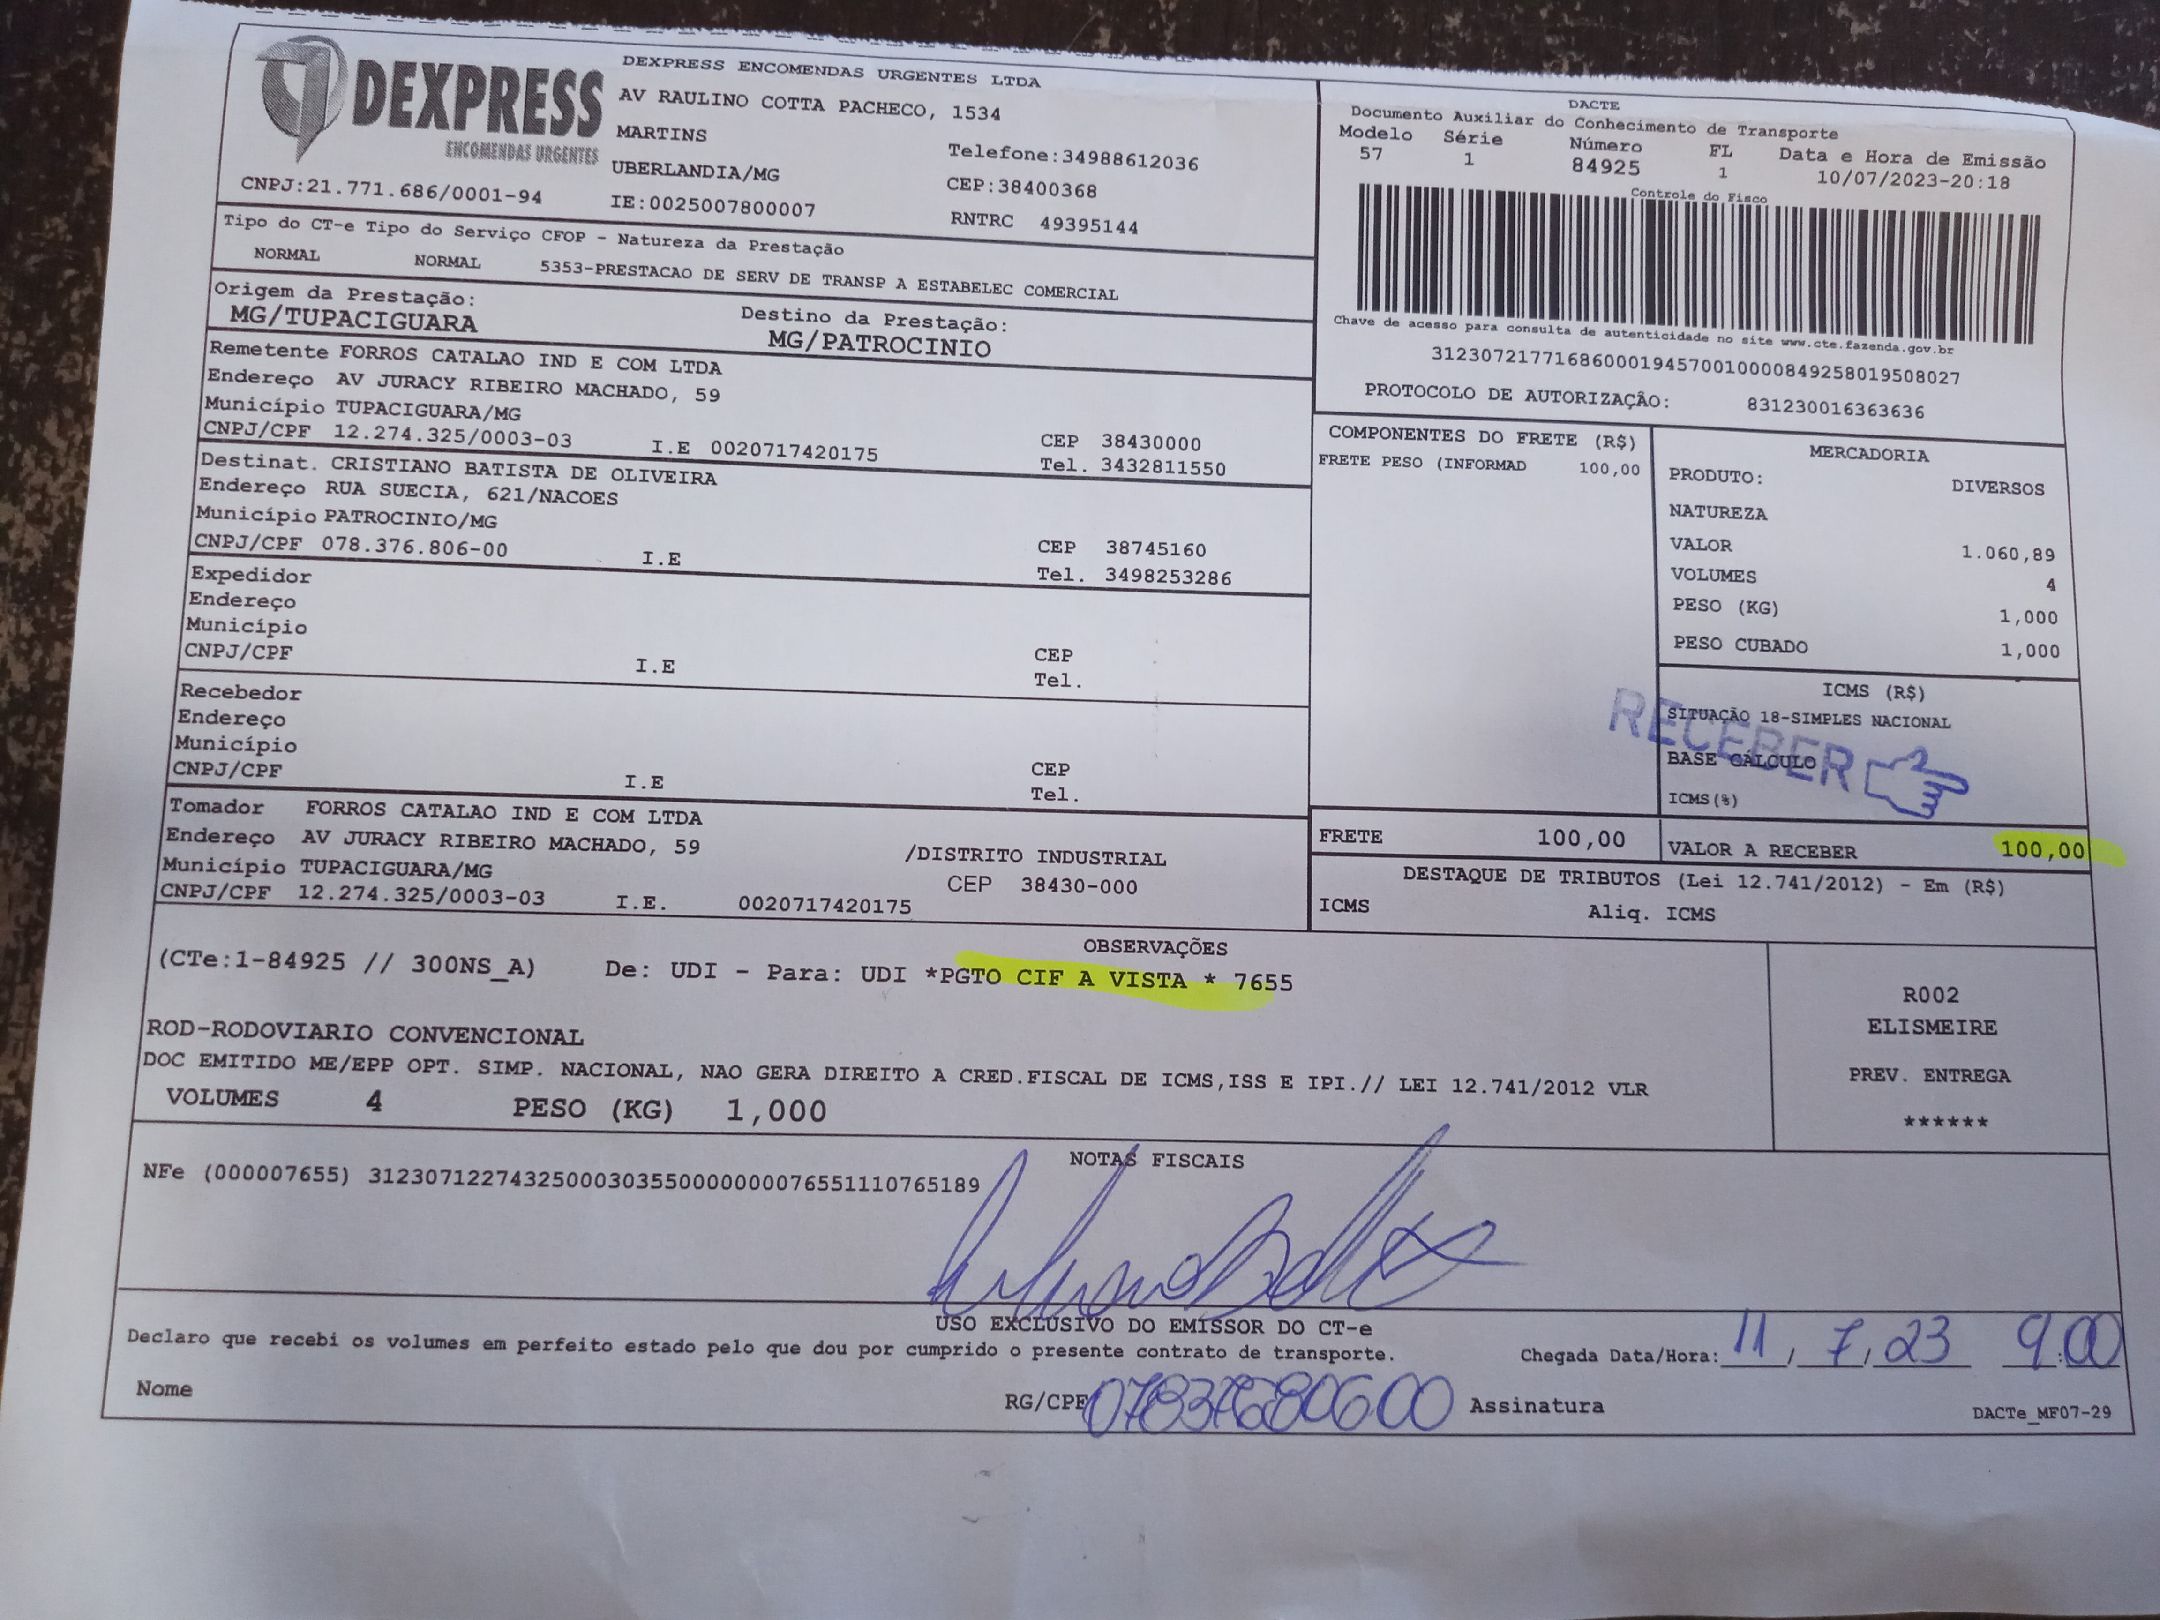 DEXPRESS
ENCOMENDAS URGENTES
CNPJ:21.771.686/0001-94
DEXPRESS ENCOMENDAS URGENTES LTDA
AV RAULINO COTTA PACHECO, 1534
MARTINS
Telefone:34988612036
UBERLANDIA/MG
CEP:38400368
IE:0025007800007
RNTRC 49395144
DACTE
Documento Auxiliar do Conhecimento de Transporte
Modelo Série Número FL Data e Hora de Emissão
57 1 84925 1 10/07/2023-20:18
Controle do Fisco
Chave de acesso para consulta de autenticidade no site www.cte.fazenda.gov.br
31230721771686000194570010000849258019508027
PROTOCOLO DE AUTORIZAÇÂO: 831230016363636
Tipo do CT-e Tipo do Serviço CFOP - Natureza da Prestação
NORMAL NORMAL 5353-PRESTACAO DE SERV DE TRANSP A ESTABELEC COMERCIAL
Origem da Prestação: Destino da Prestação:
MG/TUPACIGUARA MG/PATROCINIO
Remetente FORROS CATALAO IND E COM LTDA
Endereço AV JURACY RIBEIRO MACHADO, 59
Município TUPACIGUARA/MG CEP 38430000
CNPJ/CPF 12.274.325/0003-03 I.E 0020717420175 Tel. 3432811550
Destinat. CRISTIANO BATISTA DE OLIVEIRA
Endereço RUA SUECIA, 621/NACOES
Município PATROCINIO/MG CEP 38745160
CNPJ/CPF 078.376.806-00 I.E Tel. 3498253286
Expedidor
Endereço
Município CEP
CNPJ/CPF I.E Tel.
Recebedor
Endereço
Município CEP
CNPJ/CPF I.E Tel.
Tomador FORROS CATALAO IND E COM LTDA
Endereço AV JURACY RIBEIRO MACHADO, 59 /DISTRITO INDUSTRIAL
Município TUPACIGUARA/MG CEP 38430-000
CNPJ/CPF 12.274.325/0003-03 I.E. 0020717420175
COMPONENTES DO FRETE (R$)
FRETE PESO (INFORMAD 100,00
MERCADORIA
PRODUTO: DIVERSOS
NATUREZA
VALOR 1.060,89
VOLUMES 4
PESO (KG) 1,000
PESO CUBADO 1,000
ICMS (R$)
SITUAÇÃO 18-SIMPLES NACIONAL
RECEBER
BASE CÁLCULO
ICMS(%)
FRETE 100,00 VALOR A RECEBER 100,00
DESTAQUE DE TRIBUTOS (Lei 12.741/2012) - Em (R$)
ICMS Aliq. ICMS
OBSERVAÇÕES
(CTe:1-84925 // 300NS_A) De: UDI - Para: UDI *PGTO CIF A VISTA * 7655
ROD-RODOVIARIO CONVENCIONAL
DOC EMITIDO ME/EPP OPT. SIMP. NACIONAL, NAO GERA DIREITO A CRED.FISCAL DE ICMS,ISS E IPI.// LEI 12.741/2012 VLR
VOLUMES 4 PESO (KG) 1,000
R002
ELISMEIRE
PREV. ENTREGA
******
NOTAS FISCAIS
NFe (000007655) 31230712274325000303550000000076551110765189
USO EXCLUSIVO DO EMISSOR DO CT-e
Declaro que recebi os volumes em perfeito estado pelo que dou por cumprido o presente contrato de transporte.
Chegada Data/Hora: 11 / 7 / 23 9:00
Nome RG/CPF 07837680600 Assinatura
DACTe_MF07-29